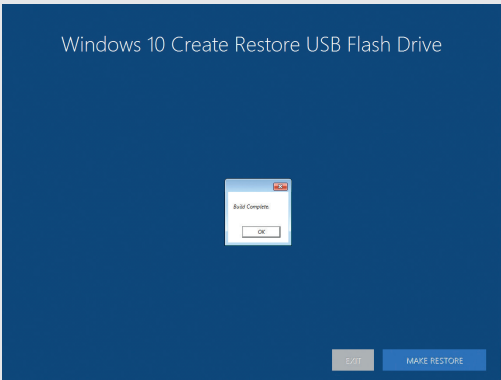 Windows 10 Create Restore USB Flash Drive
Build Complete.
OK
EXIT
MAKE RESTORE